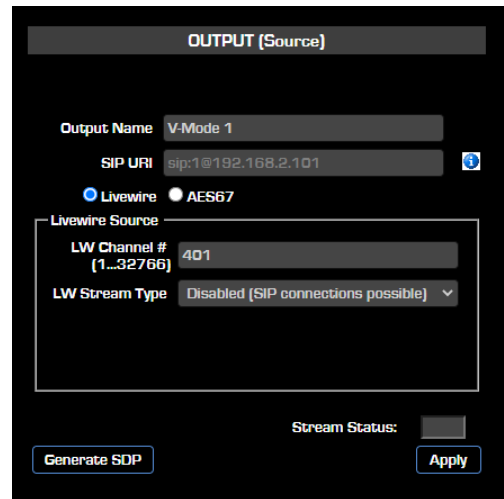 OUTPUT (Source)
Output Name V-Mode 1
SIP URI sip:1@192.168.2.101
Livewire AES67
Livewire Source
LW Channel #
(1...32766) 401
LW Stream Type Disabled (SIP connections possible)
Stream Status:
Generate SDP Apply